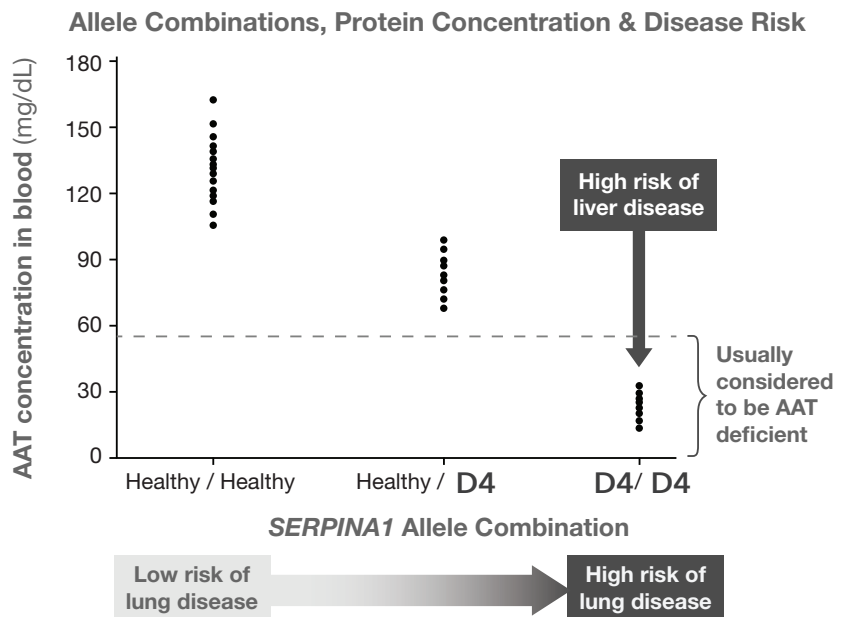 Allele Combinations, Protein Concentration & Disease Risk
AAT concentration in blood (mg/dL)
180
150
120
90
60
30
0
High risk of
liver disease
Usually
considered
to be AAT
deficient
Healthy / Healthy
Healthy / D4
D4/ D4
SERPINA1 Allele Combination
Low risk of
lung disease
High risk of
lung disease